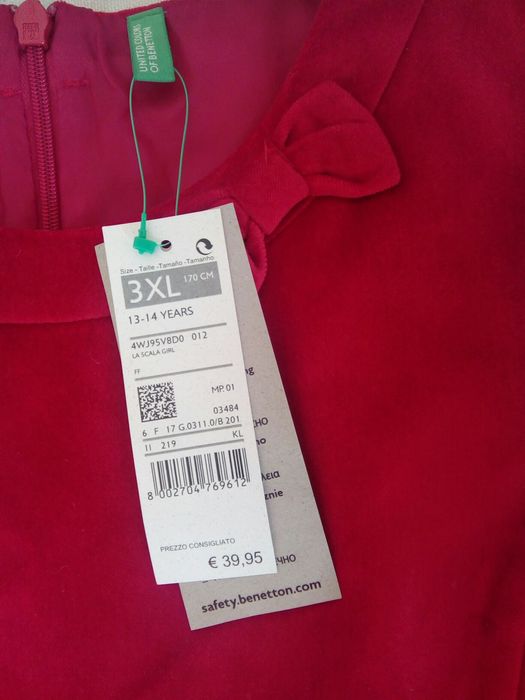 UNITED COLORS
OF BENETTON
Size - Taille - Tamaño - Tamanho
3XL 170 CM
13-14 YEARS
4WJ95V8D0 012
LA SCALA GIRL
FF
MP.01
03484
6 F 17 G.0311.0/B 201
11 219 KL
8 002704 769612
PREZZO CONSIGLIATO
€ 39,95
safety.benetton.com